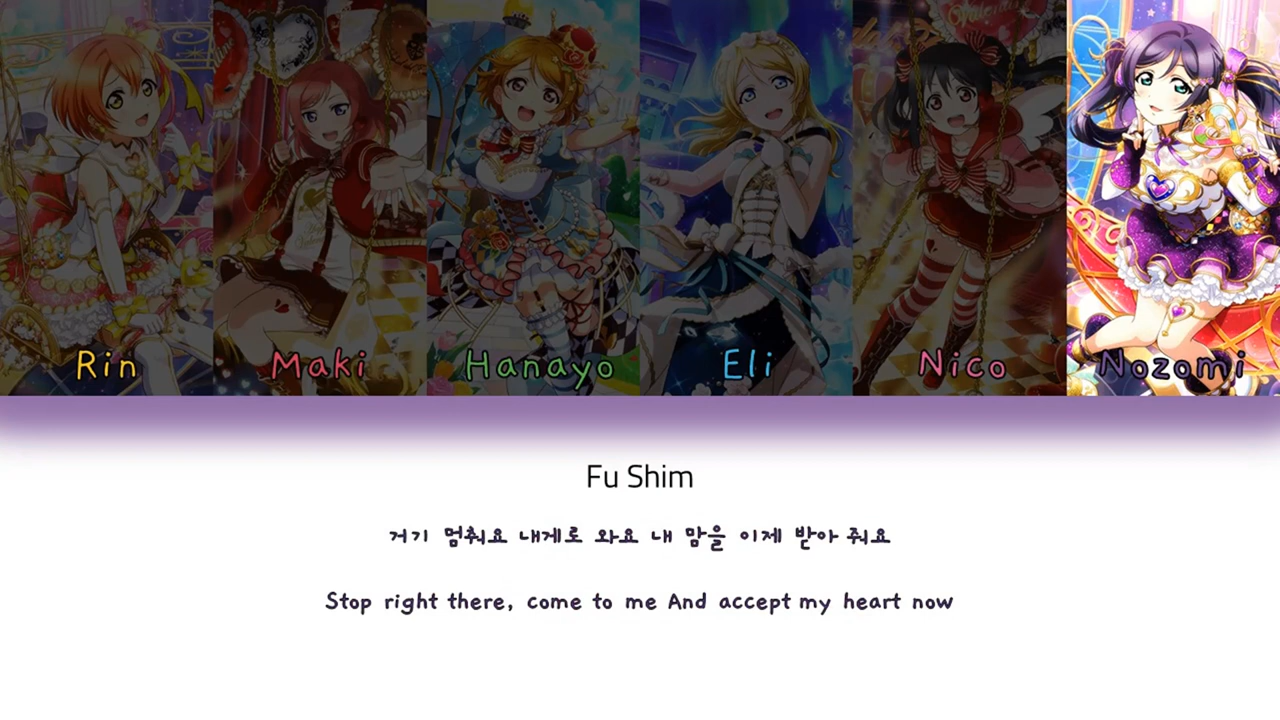 Valentine
Rin
Maki
Hanayo
Eli
Nico
Nozomi
Fu Shim
거기 멈춰요 내게로 와요 내 맘을 이제 받아 줘요
Stop right there, come to me And accept my heart now